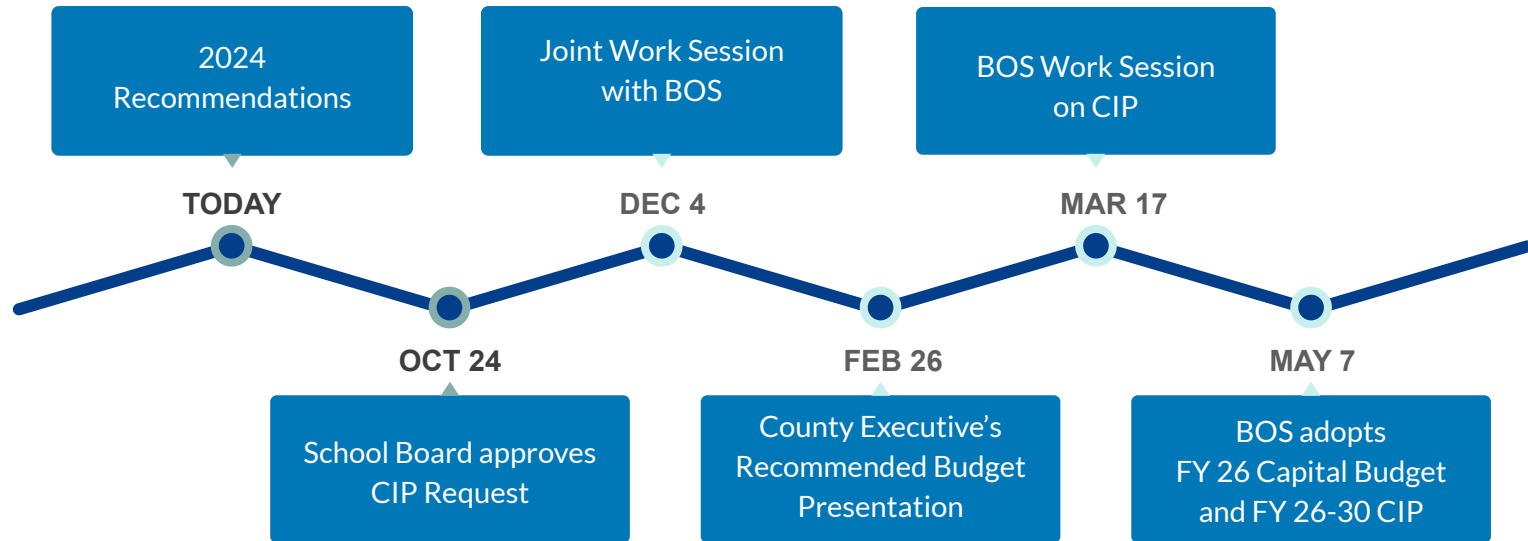 2024
Recommendations
TODAY
OCT 24
School Board approves
CIP Request
Joint Work Session
with BOS
DEC 4
FEB 26
County Executive’s
Recommended Budget
Presentation
BOS Work Session
on CIP
MAR 17
MAY 7
BOS adopts
FY 26 Capital Budget
and FY 26-30 CIP